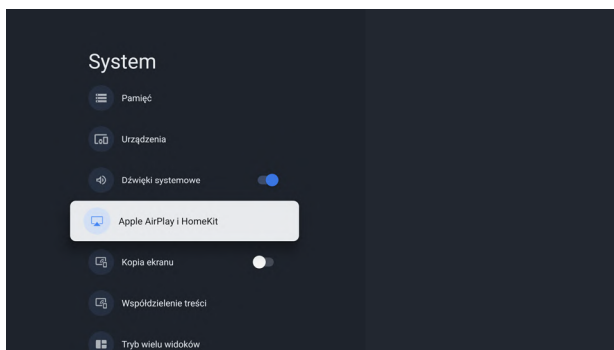 System
Pamięć
Urządzenia
Dźwięki systemowe
Apple AirPlay i HomeKit
Kopia ekranu
Współdzielenie treści
Tryb wielu widoków